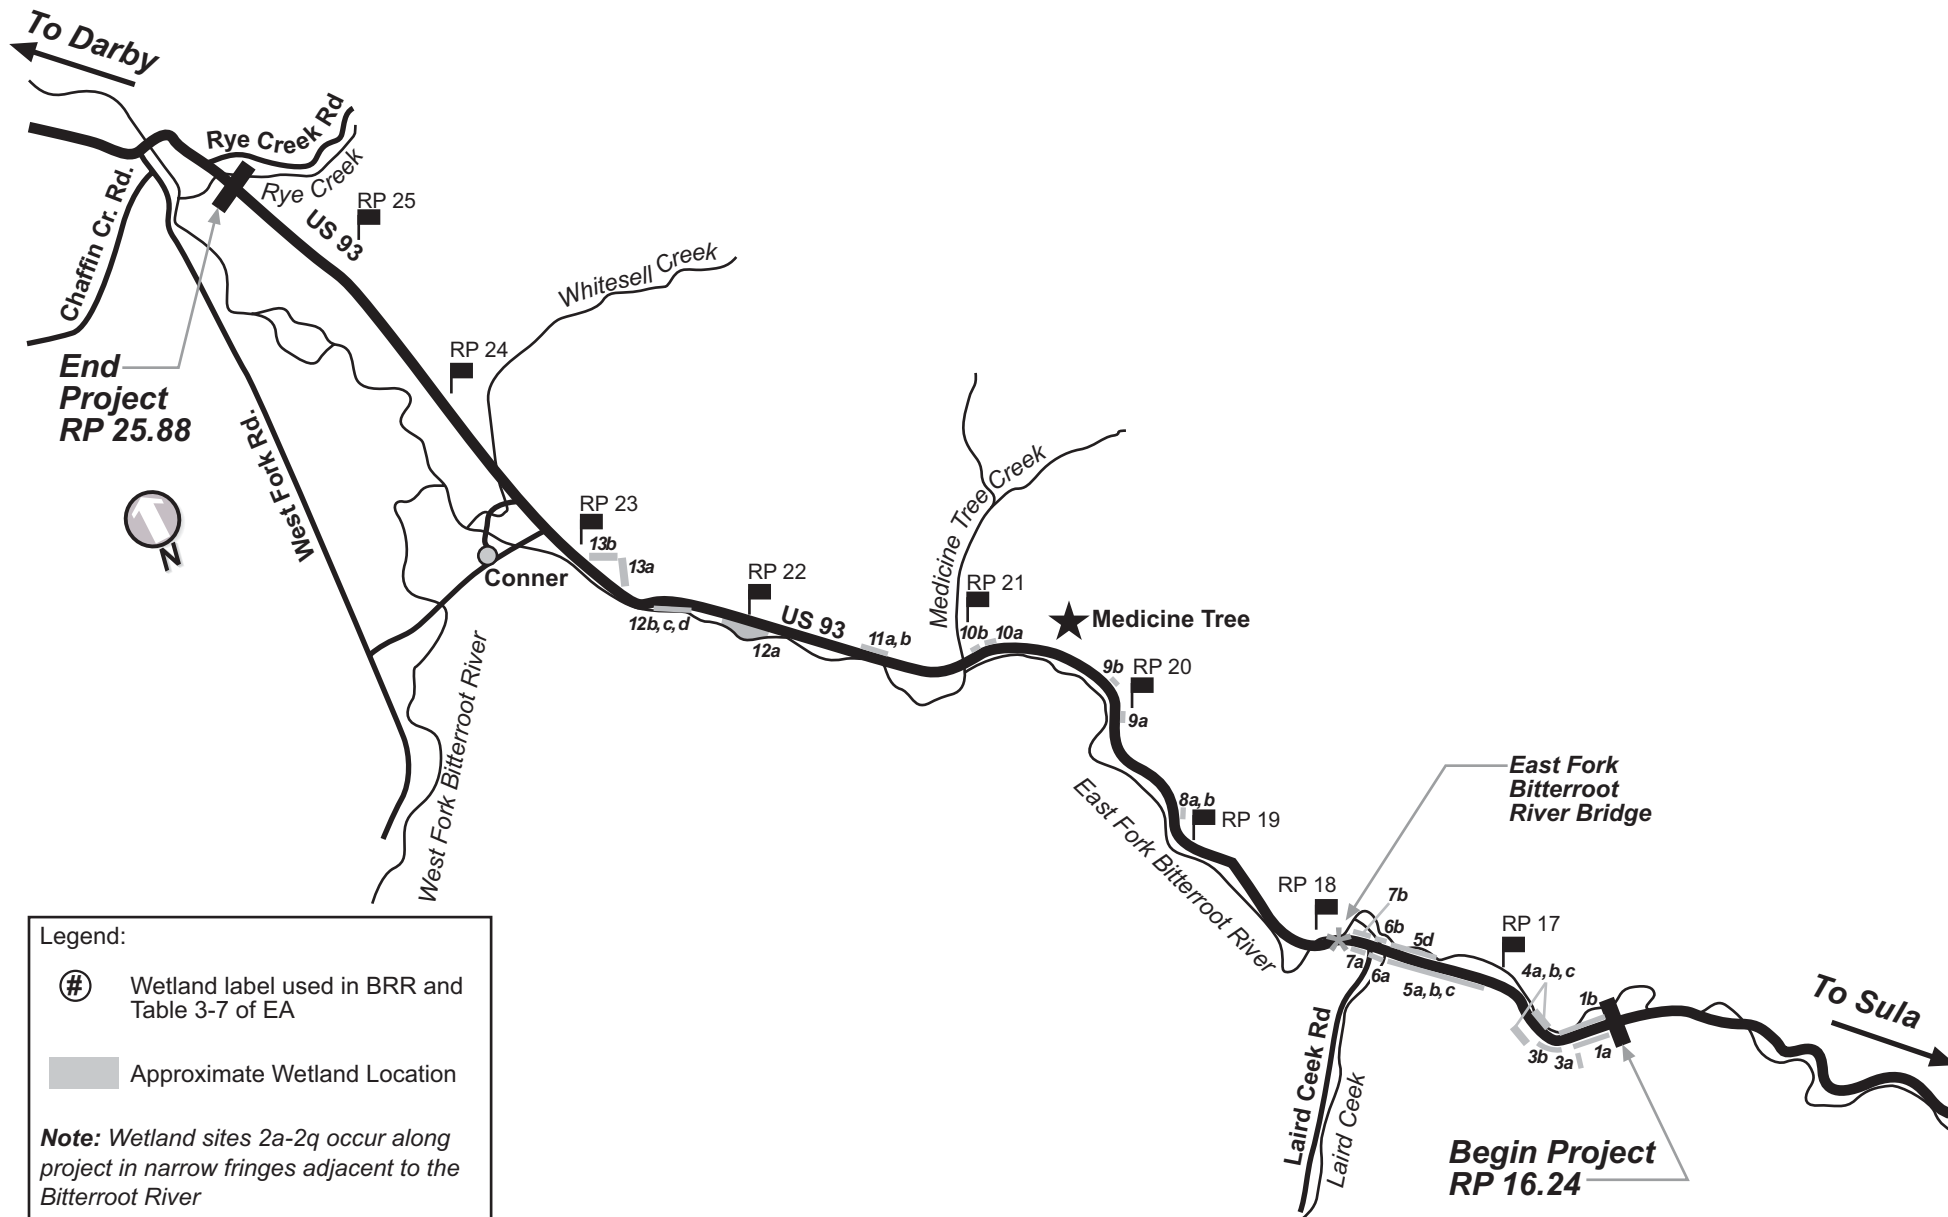 To Darby
Rye Creek Rd
Rye Creek
RP 25
US 93
Chaffin Cr. Rd.
End
Project
RP 25.88
Whitesell Creek
RP 24
West Fork Rd.
N
RP 23
13b
13a
Conner
12b, c, d
RP 22
12a
US 93
11a, b
Medicine Tree Creek
RP 21
10b
10a
Medicine Tree
9b
RP 20
9a
West Fork Bitterroot River
East Fork Bitterroot River
8a, b
RP 19
East Fork
Bitterroot
River Bridge
RP 18
7b
6b
5d
7a
6a
5a, b, c
RP 17
4a, b, c
1b
3b
3a
1a
To Sula
Laird Ceek Rd
Laird Ceek
Begin Project
RP 16.24
Legend:
#
Wetland label used in BRR and
Table 3-7 of EA
Approximate Wetland Location
Note: Wetland sites 2a-2q occur along
project in narrow fringes adjacent to the
Bitterroot River